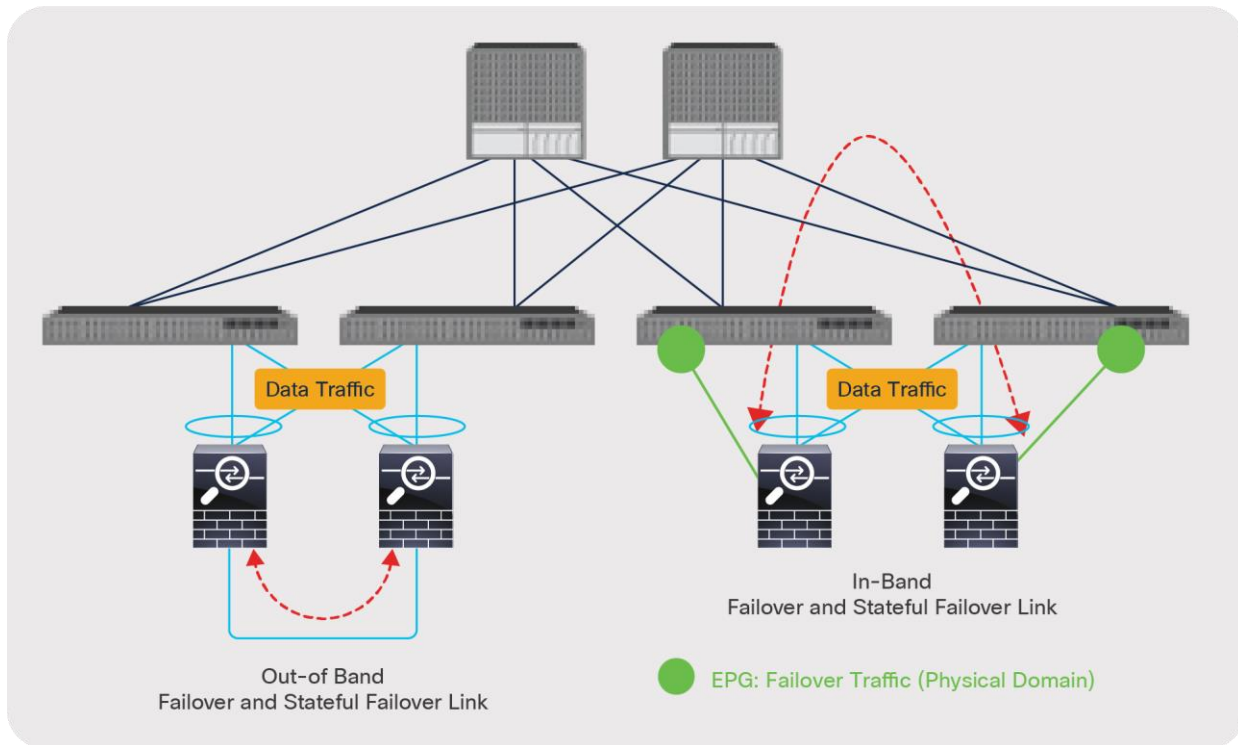 Data Traffic
Data Traffic
Out-of Band
Failover and Stateful Failover Link
In-Band
Failover and Stateful Failover Link
EPG: Failover Traffic (Physical Domain)